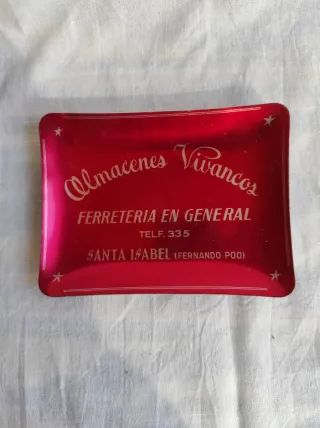 Almacenes Vivancos
FERRETERIA EN GENERAL
TELF. 335
SANTA ISABEL (FERNANDO POO)